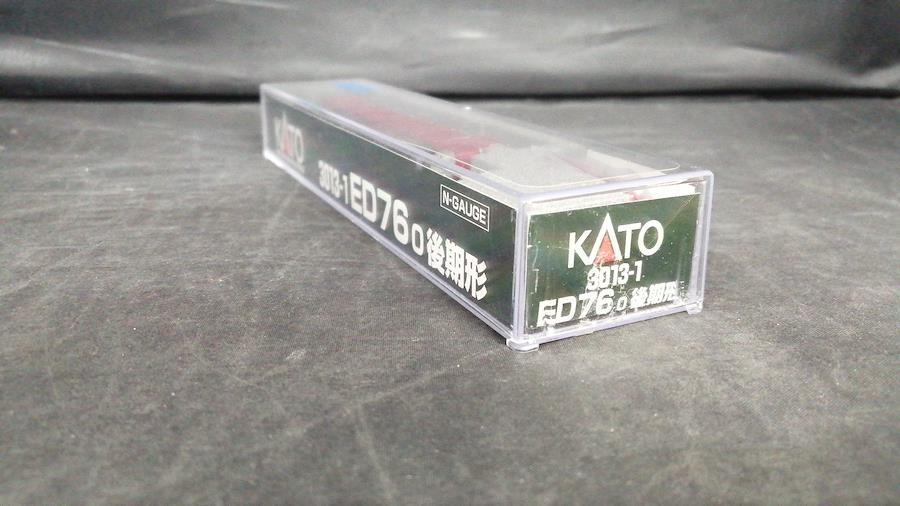 KATO
3013-1 ED76 0 後期形
N-GAUGE
KATO
3013-1
ED76 0 後期形